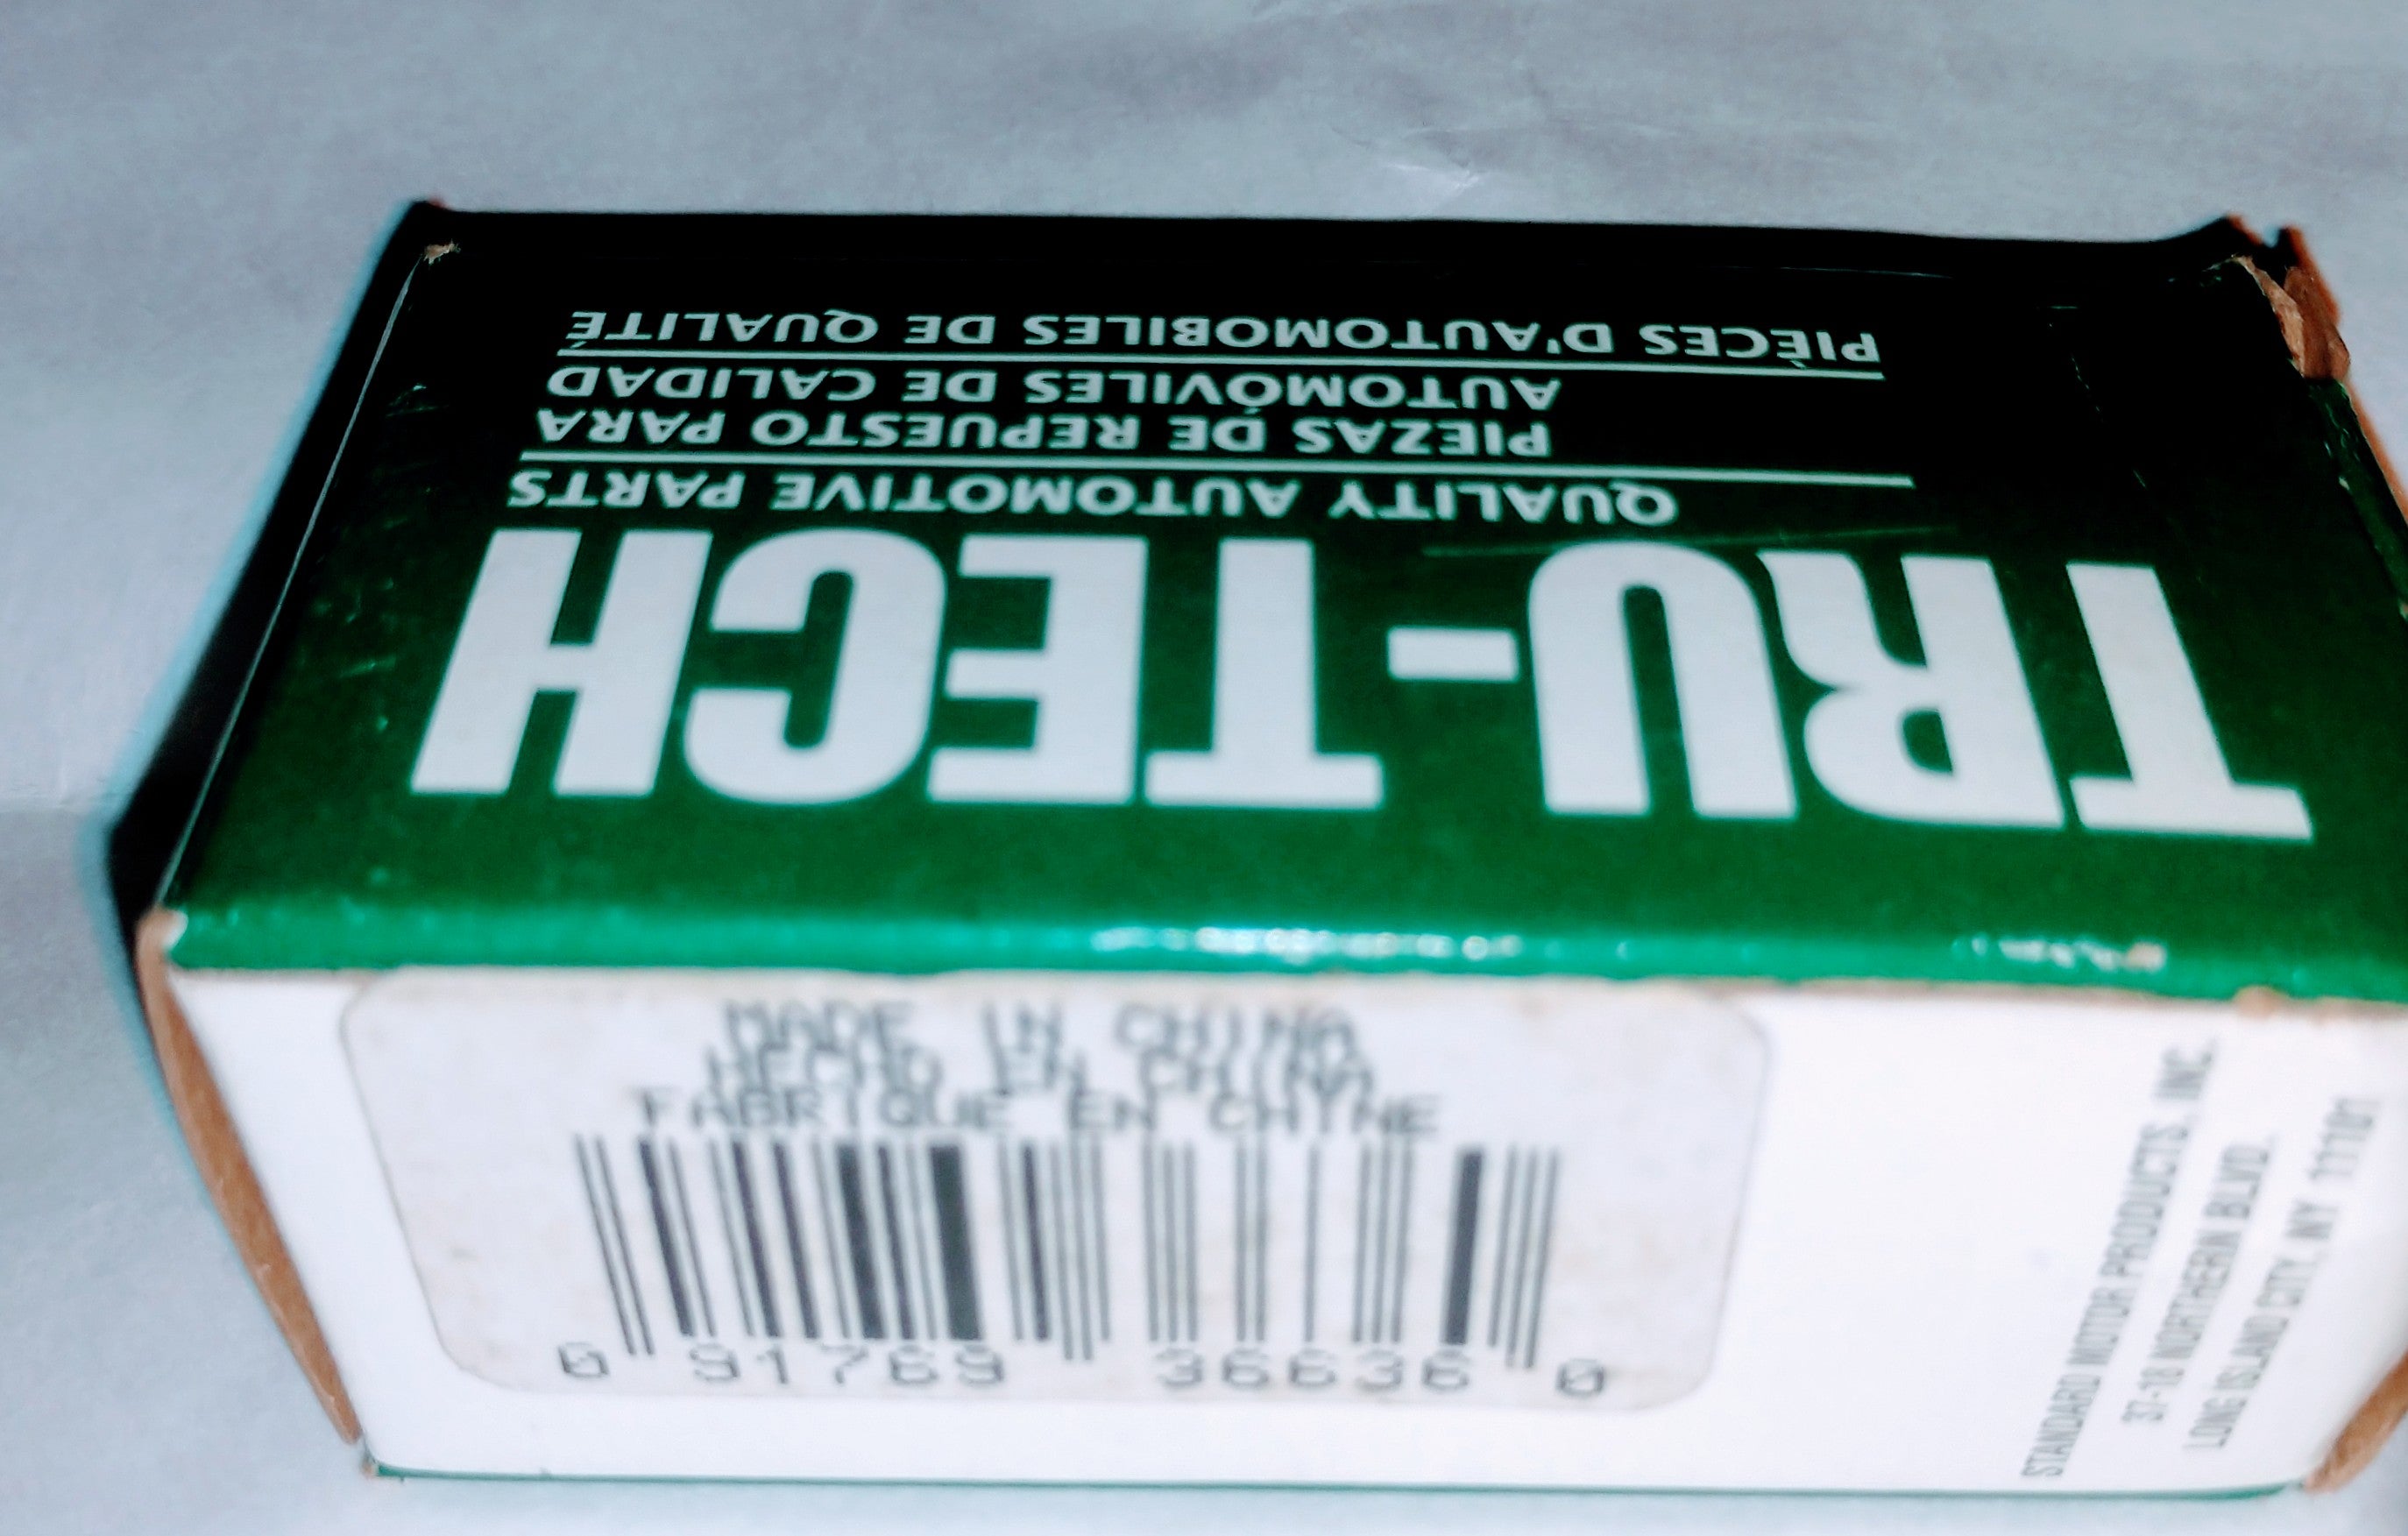 TRU-TECH
QUALITY AUTOMOTIVE PARTS
PIEZAS DE REPUESTO PARA
AUTOMÓVILES DE CALIDAD
PIÈCES D'AUTOMOBILES DE QUALITÉ
MADE IN CHINA
HECHO EN CHINA
FABRIQUE EN CHINE
0 91769 36636 0
STANDARD MOTOR PRODUCTS, INC.
37-18 NORTHERN BLVD.
LONG ISLAND CITY, NY 11101